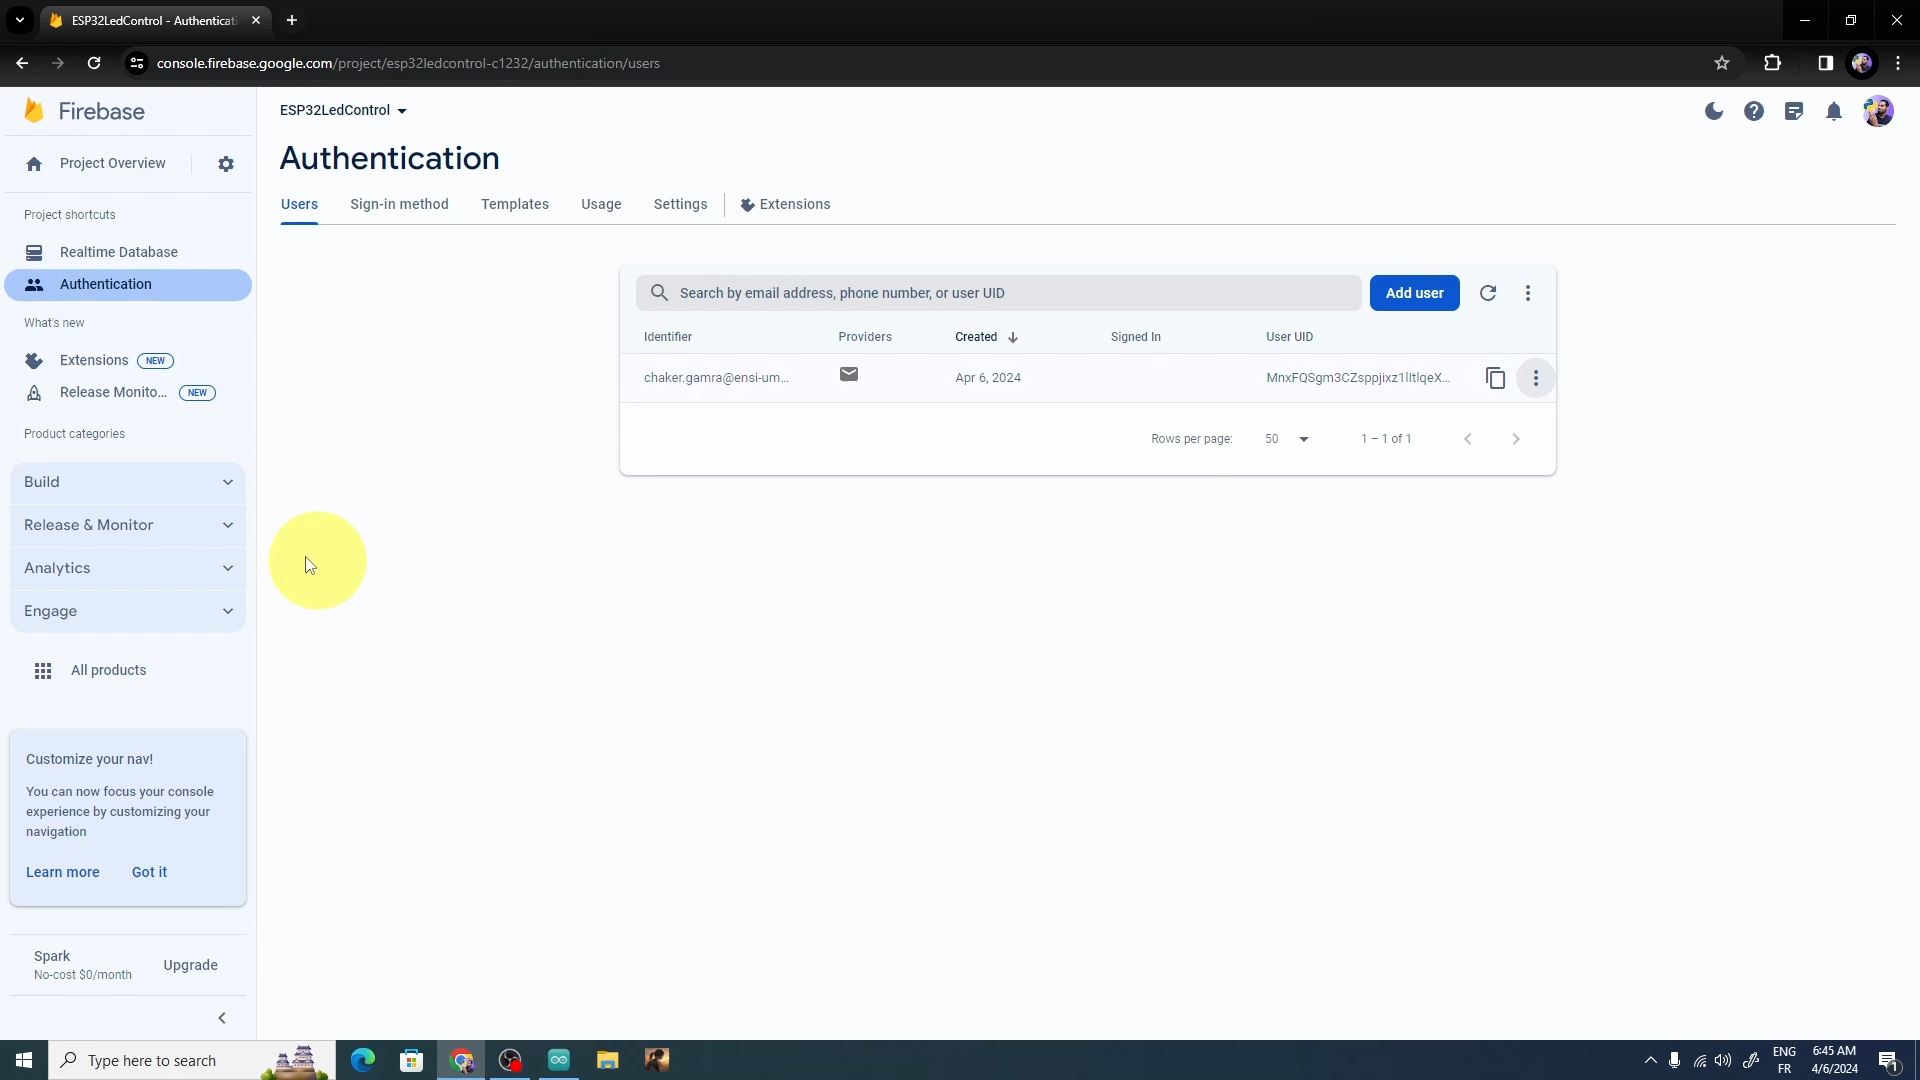 ESP32LedControl - Authenticati
console.firebase.google.com/project/esp32ledcontrol-c1232/authentication/users
Firebase
ESP32LedControl
Authentication
Project Overview
Users
Sign-in method
Templates
Usage
Settings
Extensions
Project shortcuts
Realtime Database
Authentication
What's new
Extensions NEW
Release Monito... NEW
Product categories
Build
Release & Monitor
Analytics
Engage
All products
Search by email address, phone number, or user UID
Add user
Identifier Providers Created Signed In User UID
chaker.gamra@ensi-um... Apr 6, 2024 MnxFQSgm3CZsppjixz1lItlqeX...
Rows per page: 50 1 – 1 of 1
Customize your nav!
You can now focus your console
experience by customizing your
navigation
Learn more Got it
Spark
No-cost $0/month
Upgrade
Type here to search
ENG
FR
6:45 AM
4/6/2024
1